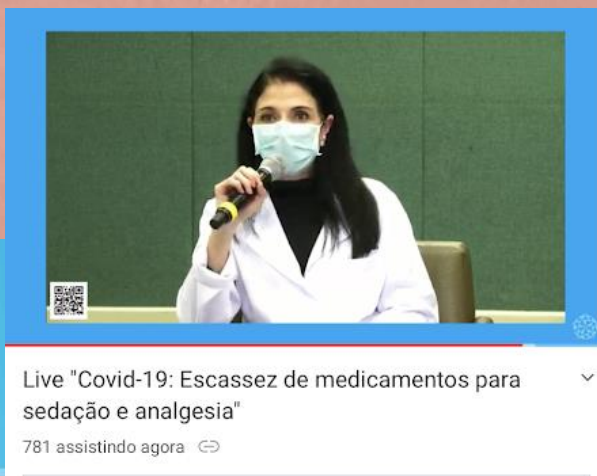 Live "Covid-19: Escassez de medicamentos para
sedação e analgesia"
781 assistindo agora